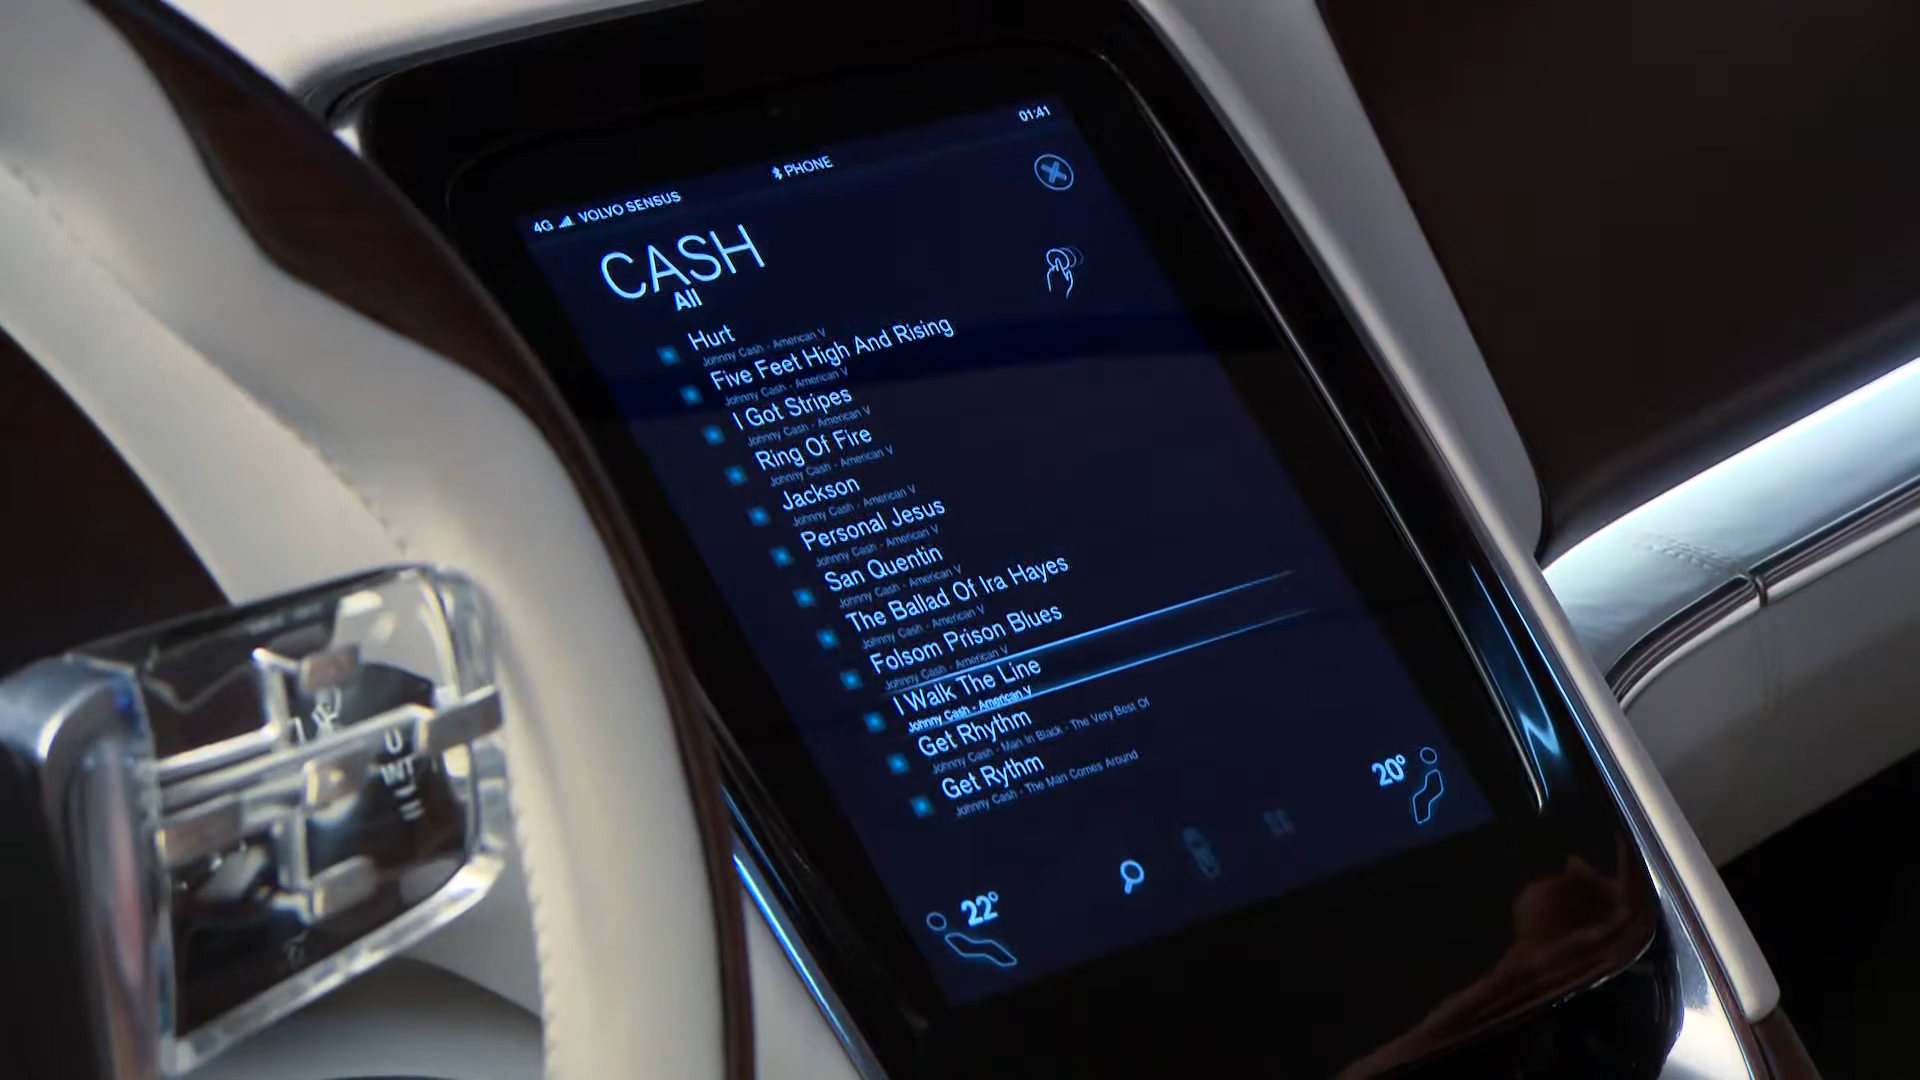 01:41
PHONE
4G VOLVO SENSUS
CASH
All
Hurt
Johnny Cash - American V
Five Feet High And Rising
Johnny Cash - American V
I Got Stripes
Johnny Cash - American V
Ring Of Fire
Johnny Cash - American V
Jackson
Johnny Cash - American V
Personal Jesus
Johnny Cash - American V
San Quentin
Johnny Cash - American V
The Ballad Of Ira Hayes
Johnny Cash - American V
Folsom Prison Blues
Johnny Cash - American V
I Walk The Line
Johnny Cash - American V
Get Rhythm
Johnny Cash - Man In Black - The Very Best Of
Get Rythm
Johnny Cash - The Man Comes Around
20°
22°